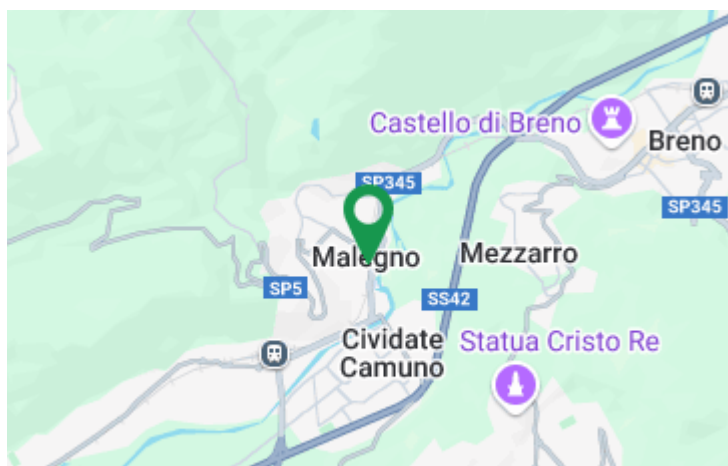 Castello di Breno
Breno
SP345
SP345
Malegno
Mezzarro
SP5
SS42
Cividate
Camuno
Statua Cristo Re